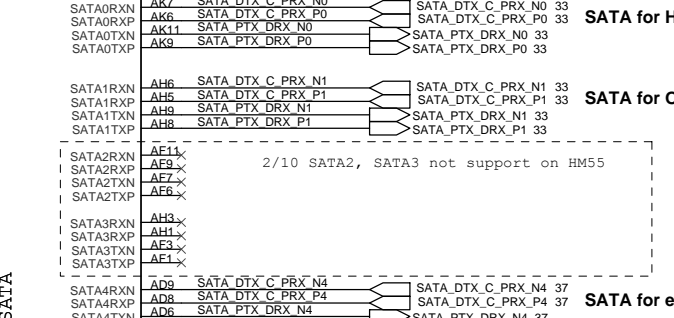 SATA0RXN AK7 SATA_DTX_C_PRX_N0 SATA_DTX_C_PRX_N0 33
SATA0RXP AK6 SATA_DTX_C_PRX_P0 SATA_DTX_C_PRX_P0 33 SATA for H
SATA0TXN AK11 SATA_PTX_DRX_N0 SATA_PTX_DRX_N0 33
SATA0TXP AK9 SATA_PTX_DRX_P0 SATA_PTX_DRX_P0 33
SATA1RXN AH6 SATA_DTX_C_PRX_N1 SATA_DTX_C_PRX_N1 33
SATA1RXP AH5 SATA_DTX_C_PRX_P1 SATA_DTX_C_PRX_P1 33 SATA for
SATA1TXN AH9 SATA_PTX_DRX_N1 SATA_PTX_DRX_N1 33
SATA1TXP AH8 SATA_PTX_DRX_P1 SATA_PTX_DRX_P1 33
SATA2RXN AF11
SATA2RXP AF9 2/10 SATA2, SATA3 not support on HM55
SATA2TXN AF7
SATA2TXP AF6
SATA3RXN AH3
SATA3RXP AH1
SATA3TXN AF3
SATA3TXP AF1
SATA
SATA4RXN AD9 SATA_DTX_C_PRX_N4 SATA_DTX_C_PRX_N4 37
SATA4RXP AD8 SATA_DTX_C_PRX_P4 SATA_DTX_C_PRX_P4 37 SATA for e
SATA4TXN AD6 SATA_PTX_DRX_N4 SATA_PTX_DRX_N4 37